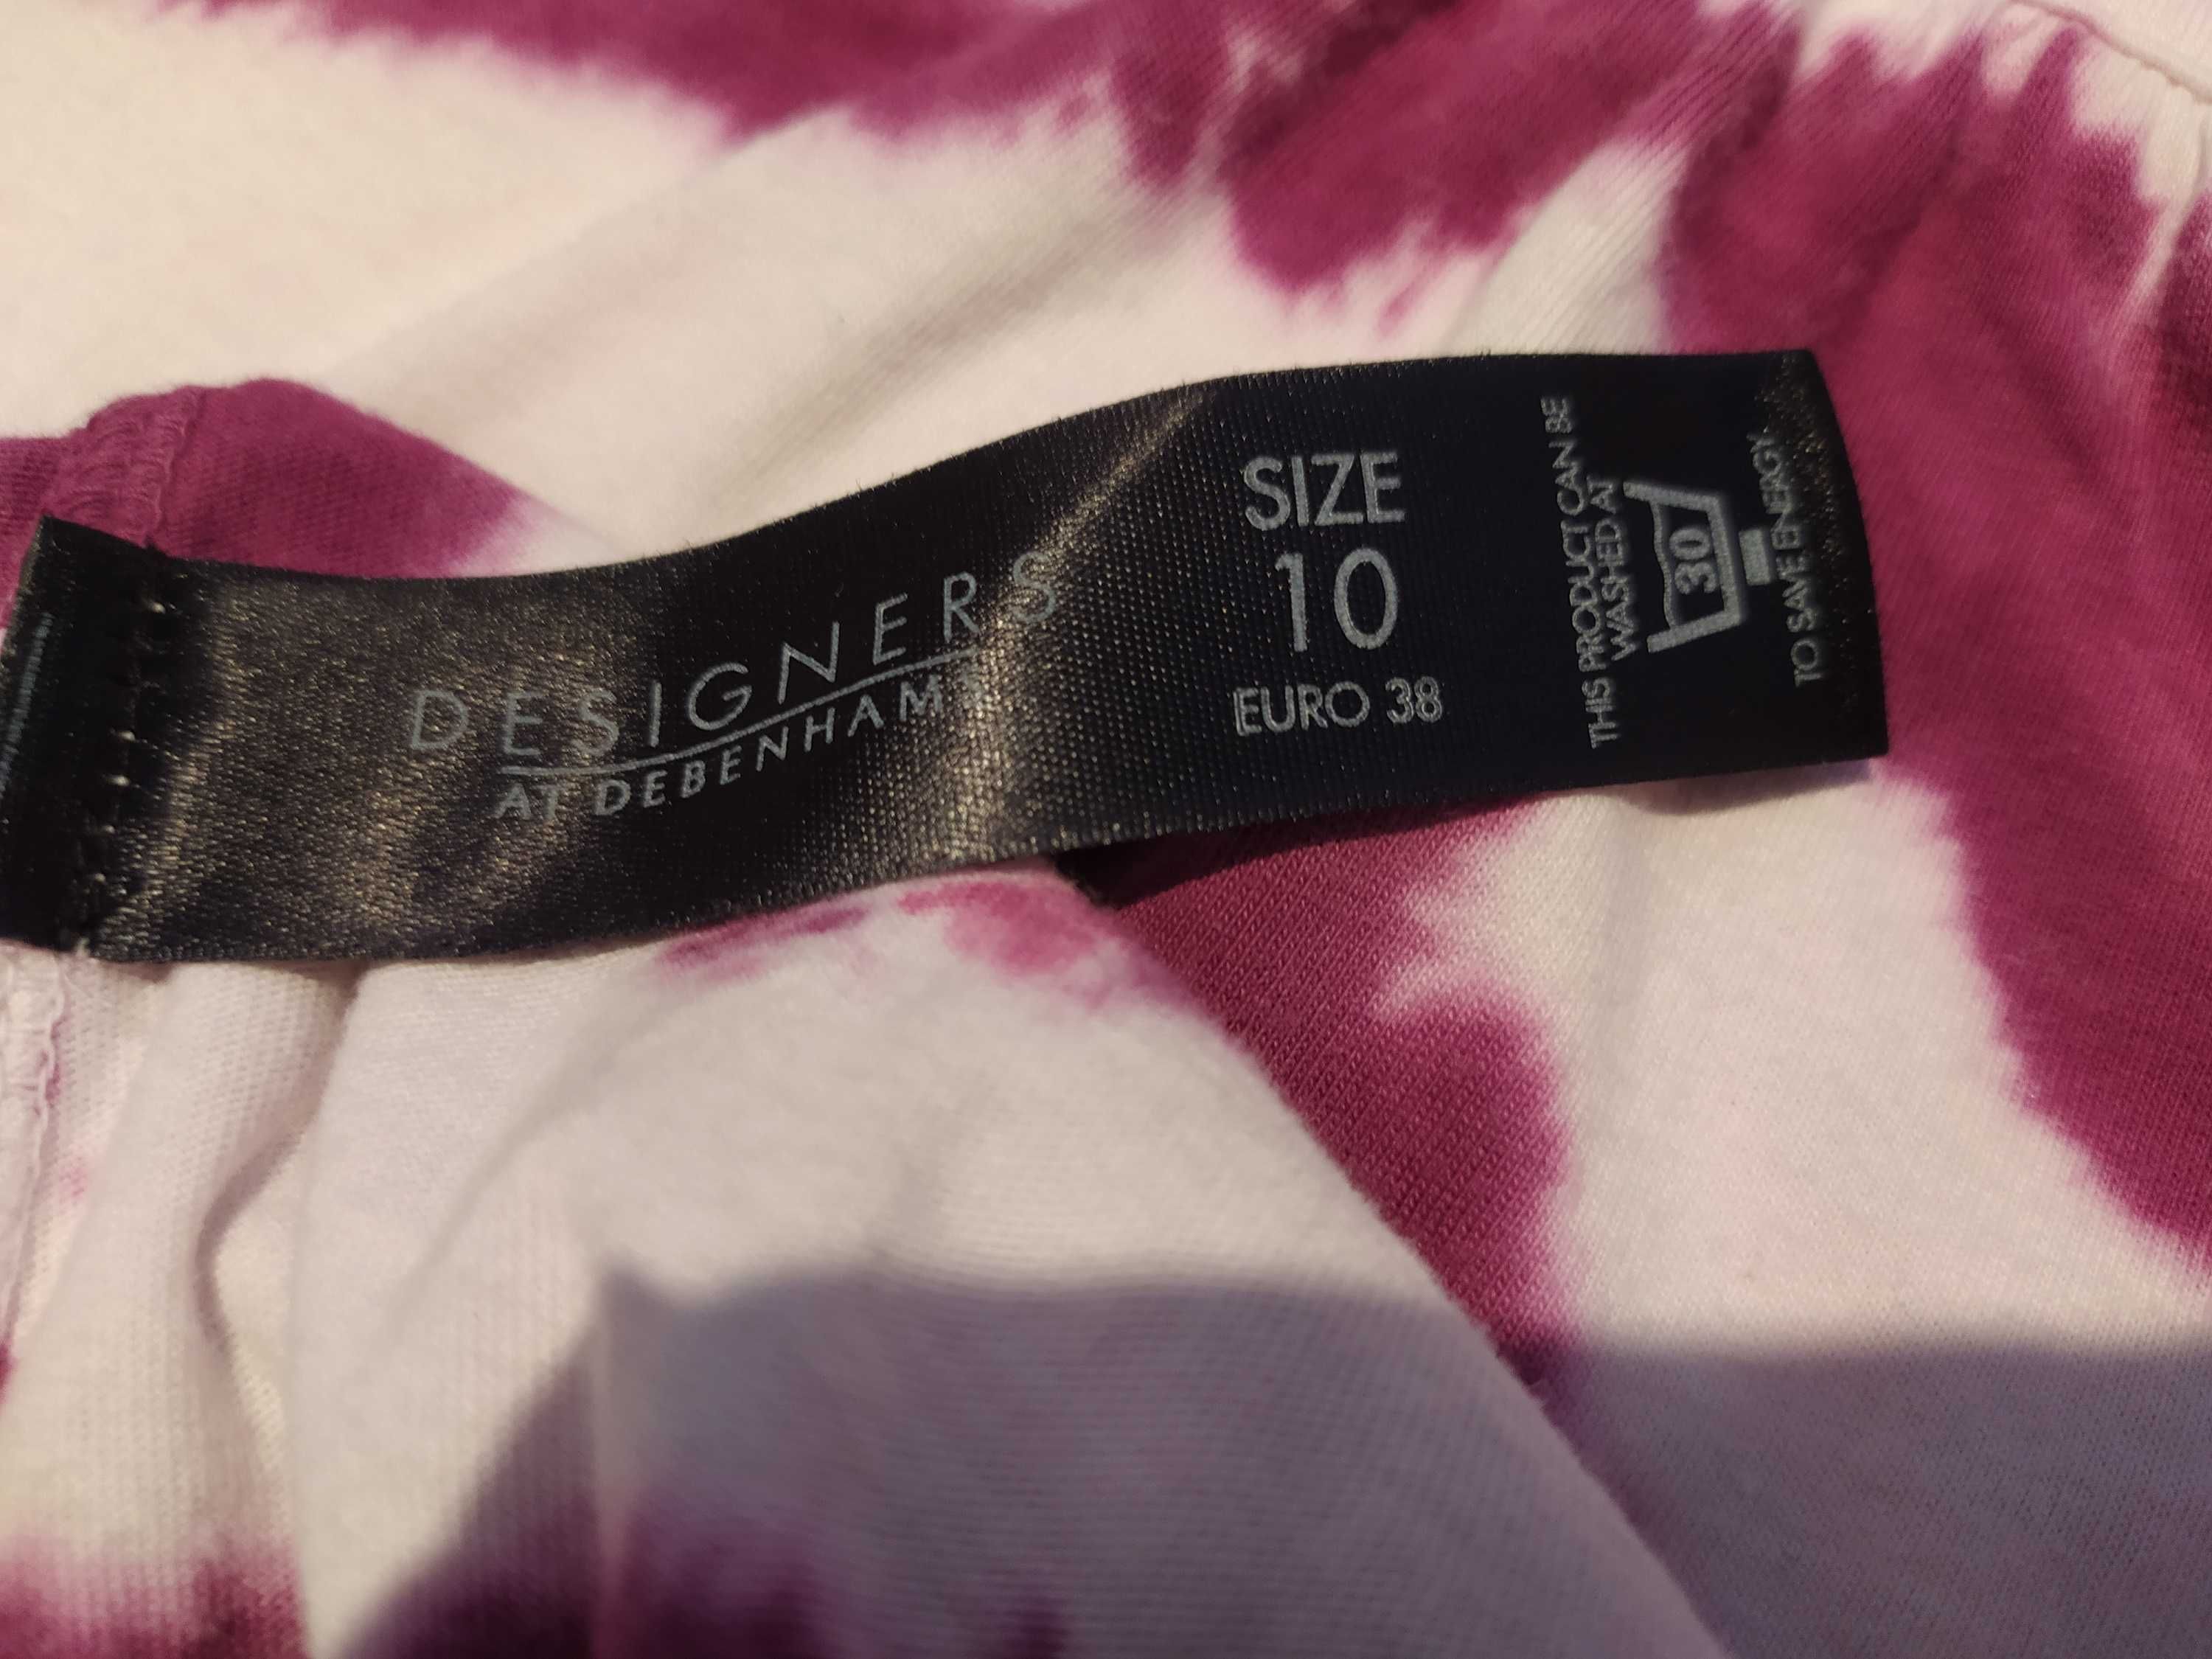 DESIGNERS
AT DEBENHAMS
SIZE
10
EURO 38
THIS PRODUCT CAN BE
WASHED AT
30
TO SAVE ENERGY